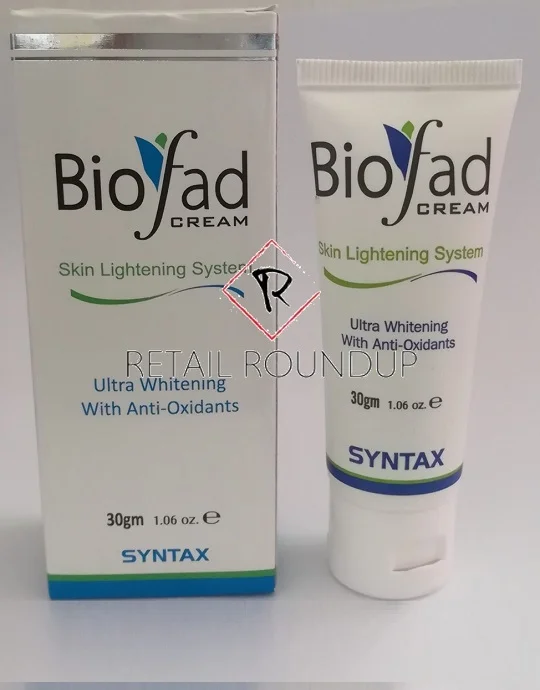 Biofad
CREAM
Skin Lightening System
Ultra Whitening
With Anti-Oxidants
30gm 1.06 oz. e
SYNTAX
Biofad
CREAM
Skin Lightening System
Ultra Whitening
With Anti-Oxidants
30gm 1.06 oz. e
SYNTAX
R
RETAIL ROUNDUP